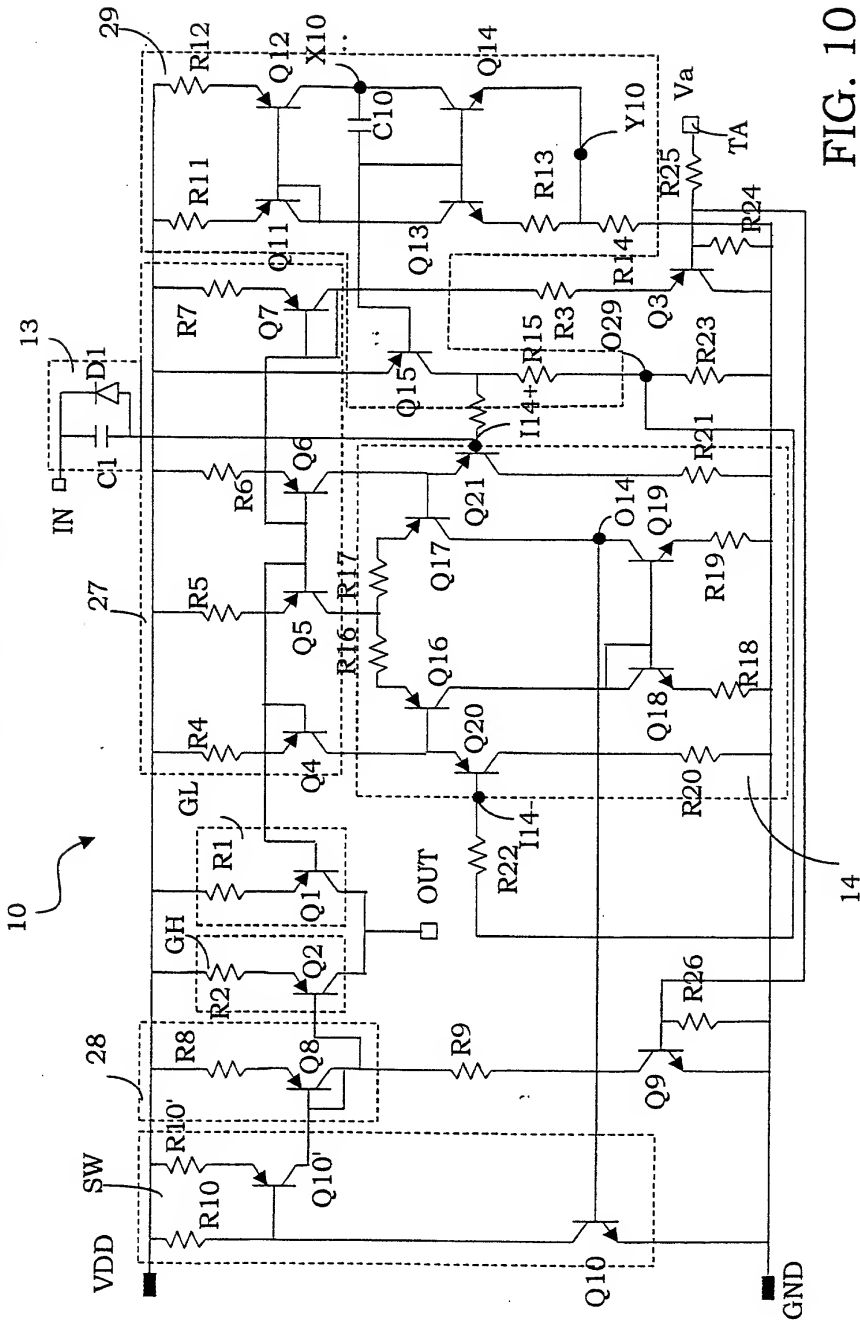 10
VDD
SW
R10
R10'
Q10'
Q10
28
R8
Q8
R9
Q9
R26
GH
R2
Q2
GL
R1
Q1
OUT
27
R4
Q4
R5
Q5
R6
Q6
R7
Q7
13
IN
C1
D1
29
R11
R12
Q11
Q12
X10
C10
Q13
Q14
R13
Y10
R14
Q15
R15
I14+
O29
R3
Q3
R23
R24
R25
Va
TA
R16
R17
Q16
Q17
Q20
Q21
I14-
R22
O14
Q18
Q19
R18
R19
R20
R21
14
GND
FIG. 10